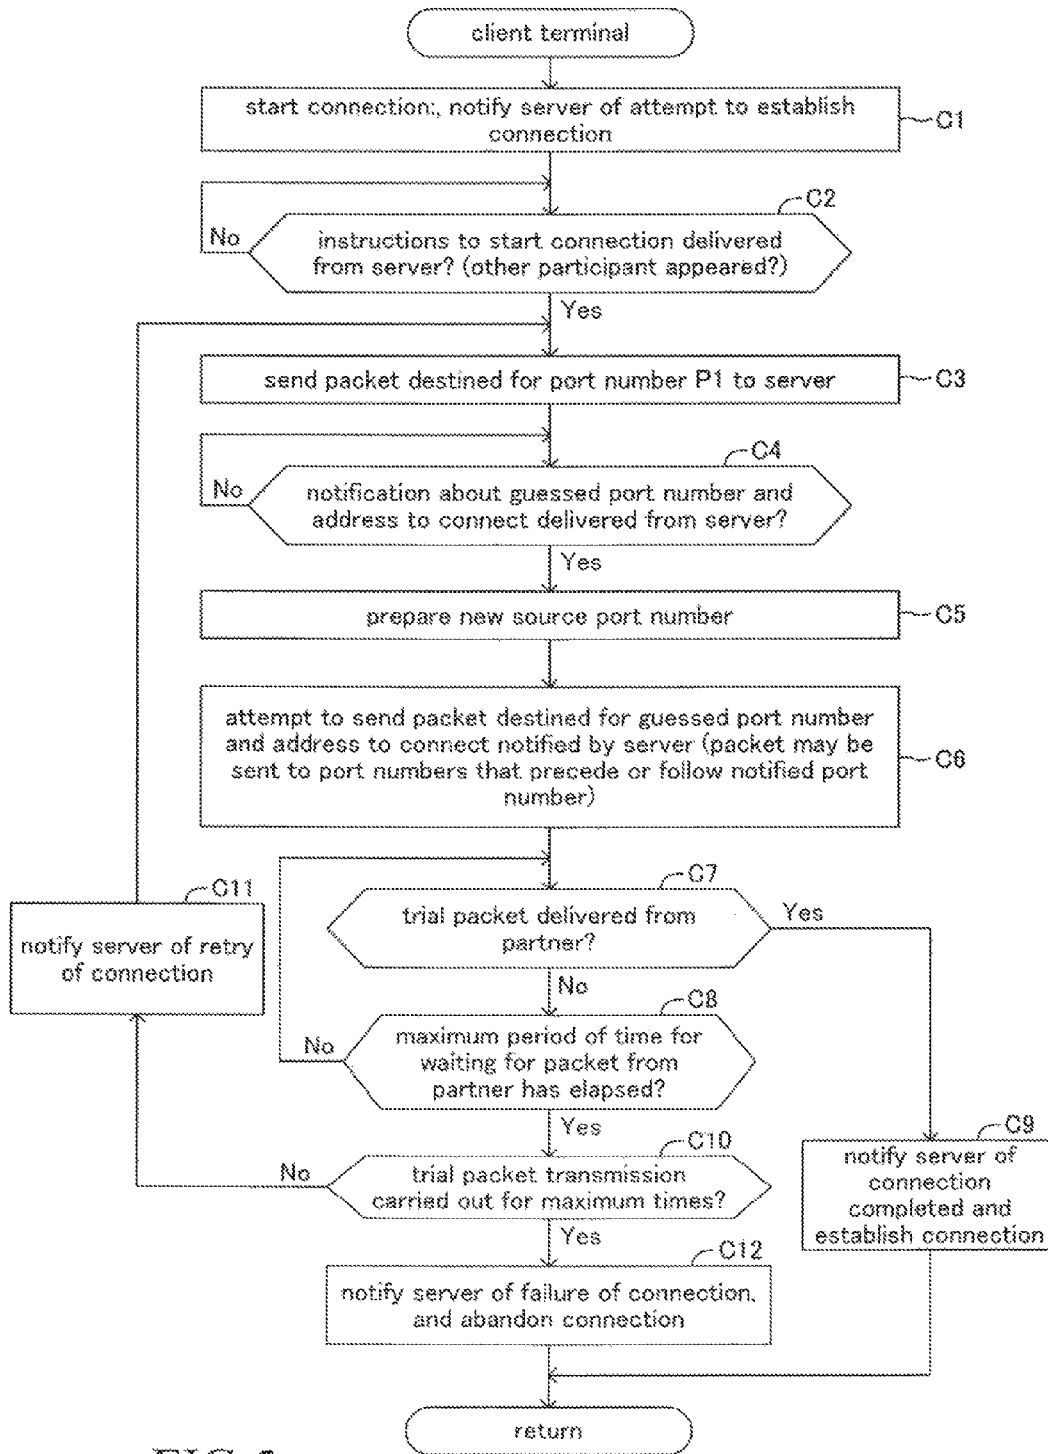 client terminal
start connection:, notify server of attempt to establish
connection
C1
C2
No
instructions to start connection delivered
from server? (other participant appeared?)
Yes
send packet destined for port number P1 to server
C3
C4
No
notification about guessed port number and
address to connect delivered from server?
Yes
prepare new source port number
C5
attempt to send packet destined for guessed port number
and address to connect notified by server (packet may be
sent to port numbers that precede or follow notified port
number)
C6
C11
notify server of retry
of connection
C7
trial packet delivered from
partner?
Yes
No
C8
No
maximum period of time for
waiting for packet from
partner has elapsed?
Yes
C10
No
trial packet transmission
carried out for maximum times?
Yes
C9
notify server of
connection
completed and
establish connection
C12
notify server of failure of connection,
and abandon connection
return